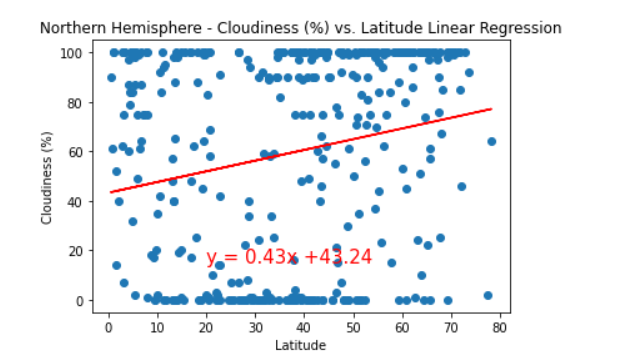 Northern Hemisphere - Cloudiness (%) vs. Latitude Linear Regression
100
80
60
40
20
0
Cloudiness (%)
y = 0.43x +43.24
0 10 20 30 40 50 60 70 80
Latitude